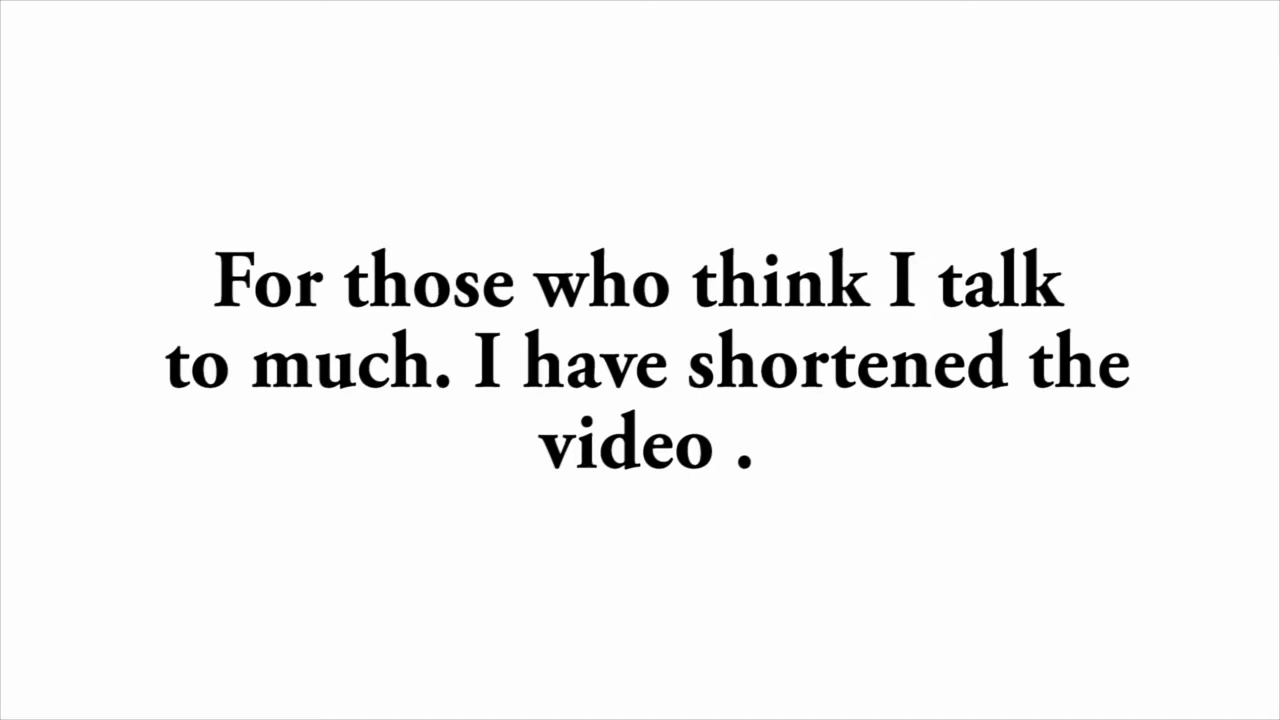 For those who think I talk
to much. I have shortened the
video .